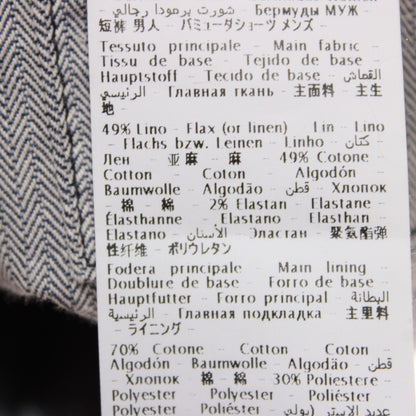 شورت برمودا رجالي - Бермуды МУЖ
短裤 男人 - バミューダショーツ メンズ -
Tessuto principale - Main fabric -
Tissu de base - Tejido de base -
Hauptstoff - Tecido de base - القماش
الرئيسي - Главная ткань - 主面料 - 主生
地 -
49% Lino - Flax (or linen) - Lin - Lino
- Flachs bzw. Leinen - Linho - كتان -
Лен - 亚麻 - 麻 - 49% Cotone -
Cotton - Coton - Algodón -
Baumwolle - Algodão - قطن - Хлопок
- 棉 - 綿 - 2% Elastan - Elastane -
Élasthanne - Elastano - Elasthan -
Elastano - الأستان - Эластан - 聚氨酯弹
性纤维 - ポリウレタン
Fodera principale - Main lining -
Doublure de base - Forro de base -
Hauptfutter - Forro principal - البطانة
الرئيسية - Главная подкладка - 主里料
- ライニング -
70% Cotone - Cotton - Coton -
Algodón - Baumwolle - Algodão - قطن
- Хлопок - 棉 - 綿 - 30% Poliestere -
Polyester - Polyester - Poliéster -
Polyester - Poliéster - عديد الإستر (بولي